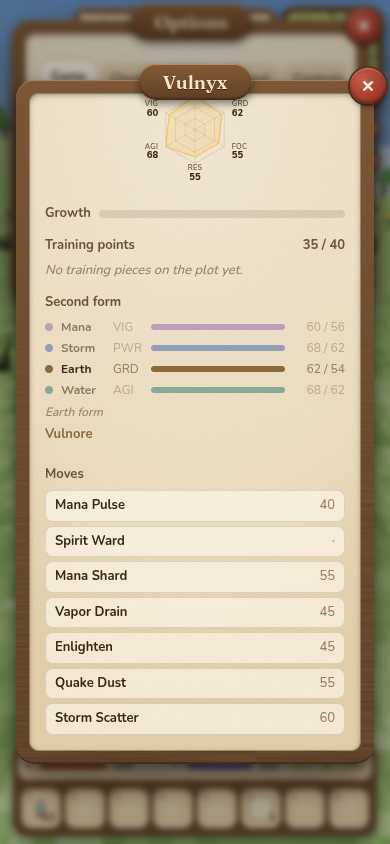 Options
Vulnyx
VIG
60
GRD
62
AGI
68
FOC
55
RES
55
Growth
Training points 35 / 40
No training pieces on the plot yet.
Second form
Mana VIG 60 / 56
Storm PWR 68 / 62
Earth GRD 62 / 54
Water AGI 68 / 62
Earth form
Vulnore
Moves
Mana Pulse 40
Spirit Ward ·
Mana Shard 55
Vapor Drain 45
Enlighten 45
Quake Dust 55
Storm Scatter 60